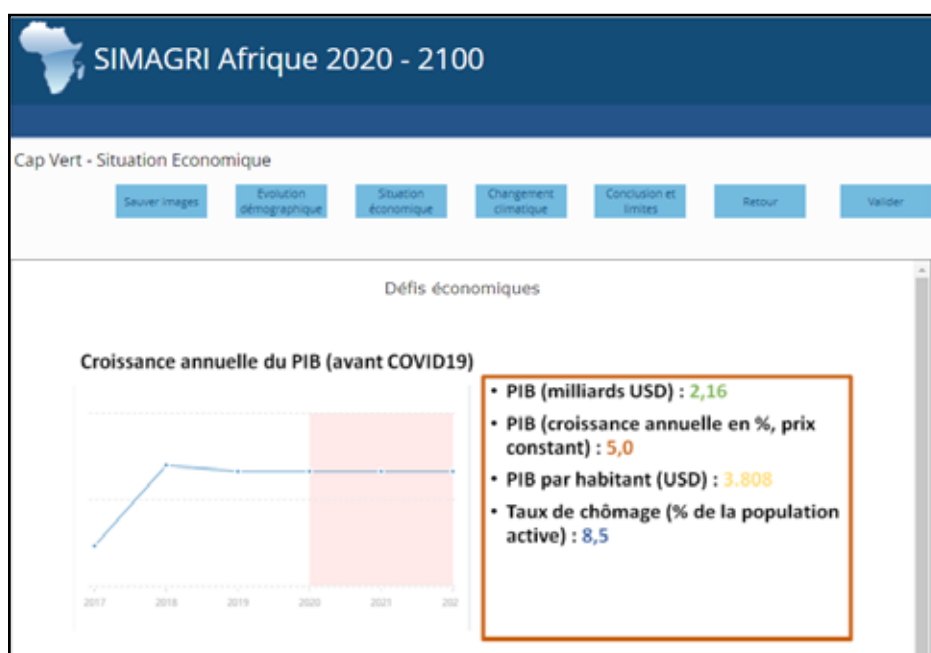 SIMAGRI Afrique 2020 - 2100
Cap Vert - Situation Economique
Sauver images
Evolution
démographique
Situation
économique
Changement
climatique
Conclusion et
limites
Retour
Valider
Défis économiques
Croissance annuelle du PIB (avant COVID19)
• PIB (milliards USD) : 2,16
• PIB (croissance annuelle en %, prix
constant) : 5,0
• PIB par habitant (USD) : 3.808
• Taux de chômage (% de la population
active) : 8,5
2017 2018 2019 2020 2021 202